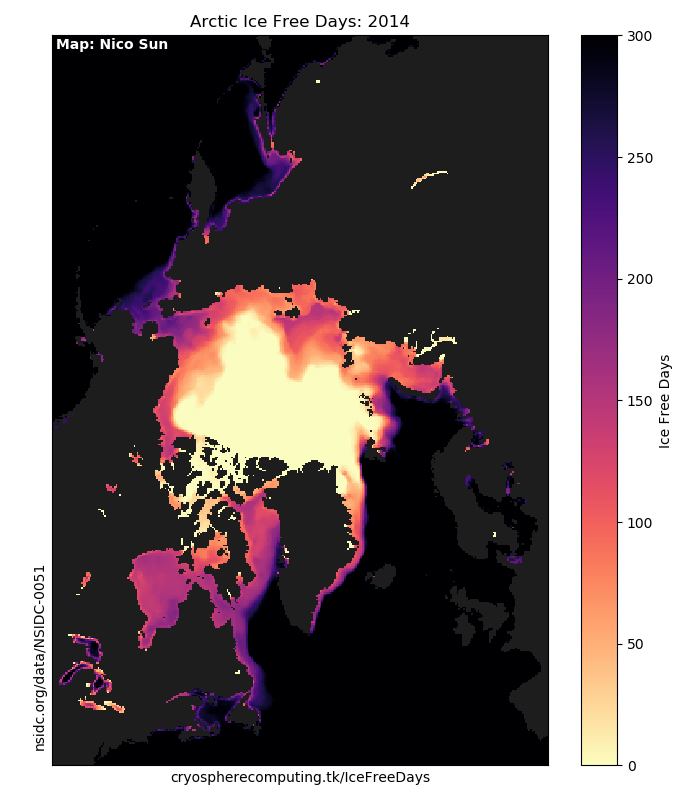 Arctic Ice Free Days: 2014
Map: Nico Sun
300
250
200
150
100
50
0
Ice Free Days
nsidc.org/data/NSIDC-0051
cryospherecomputing.tk/IceFreeDays